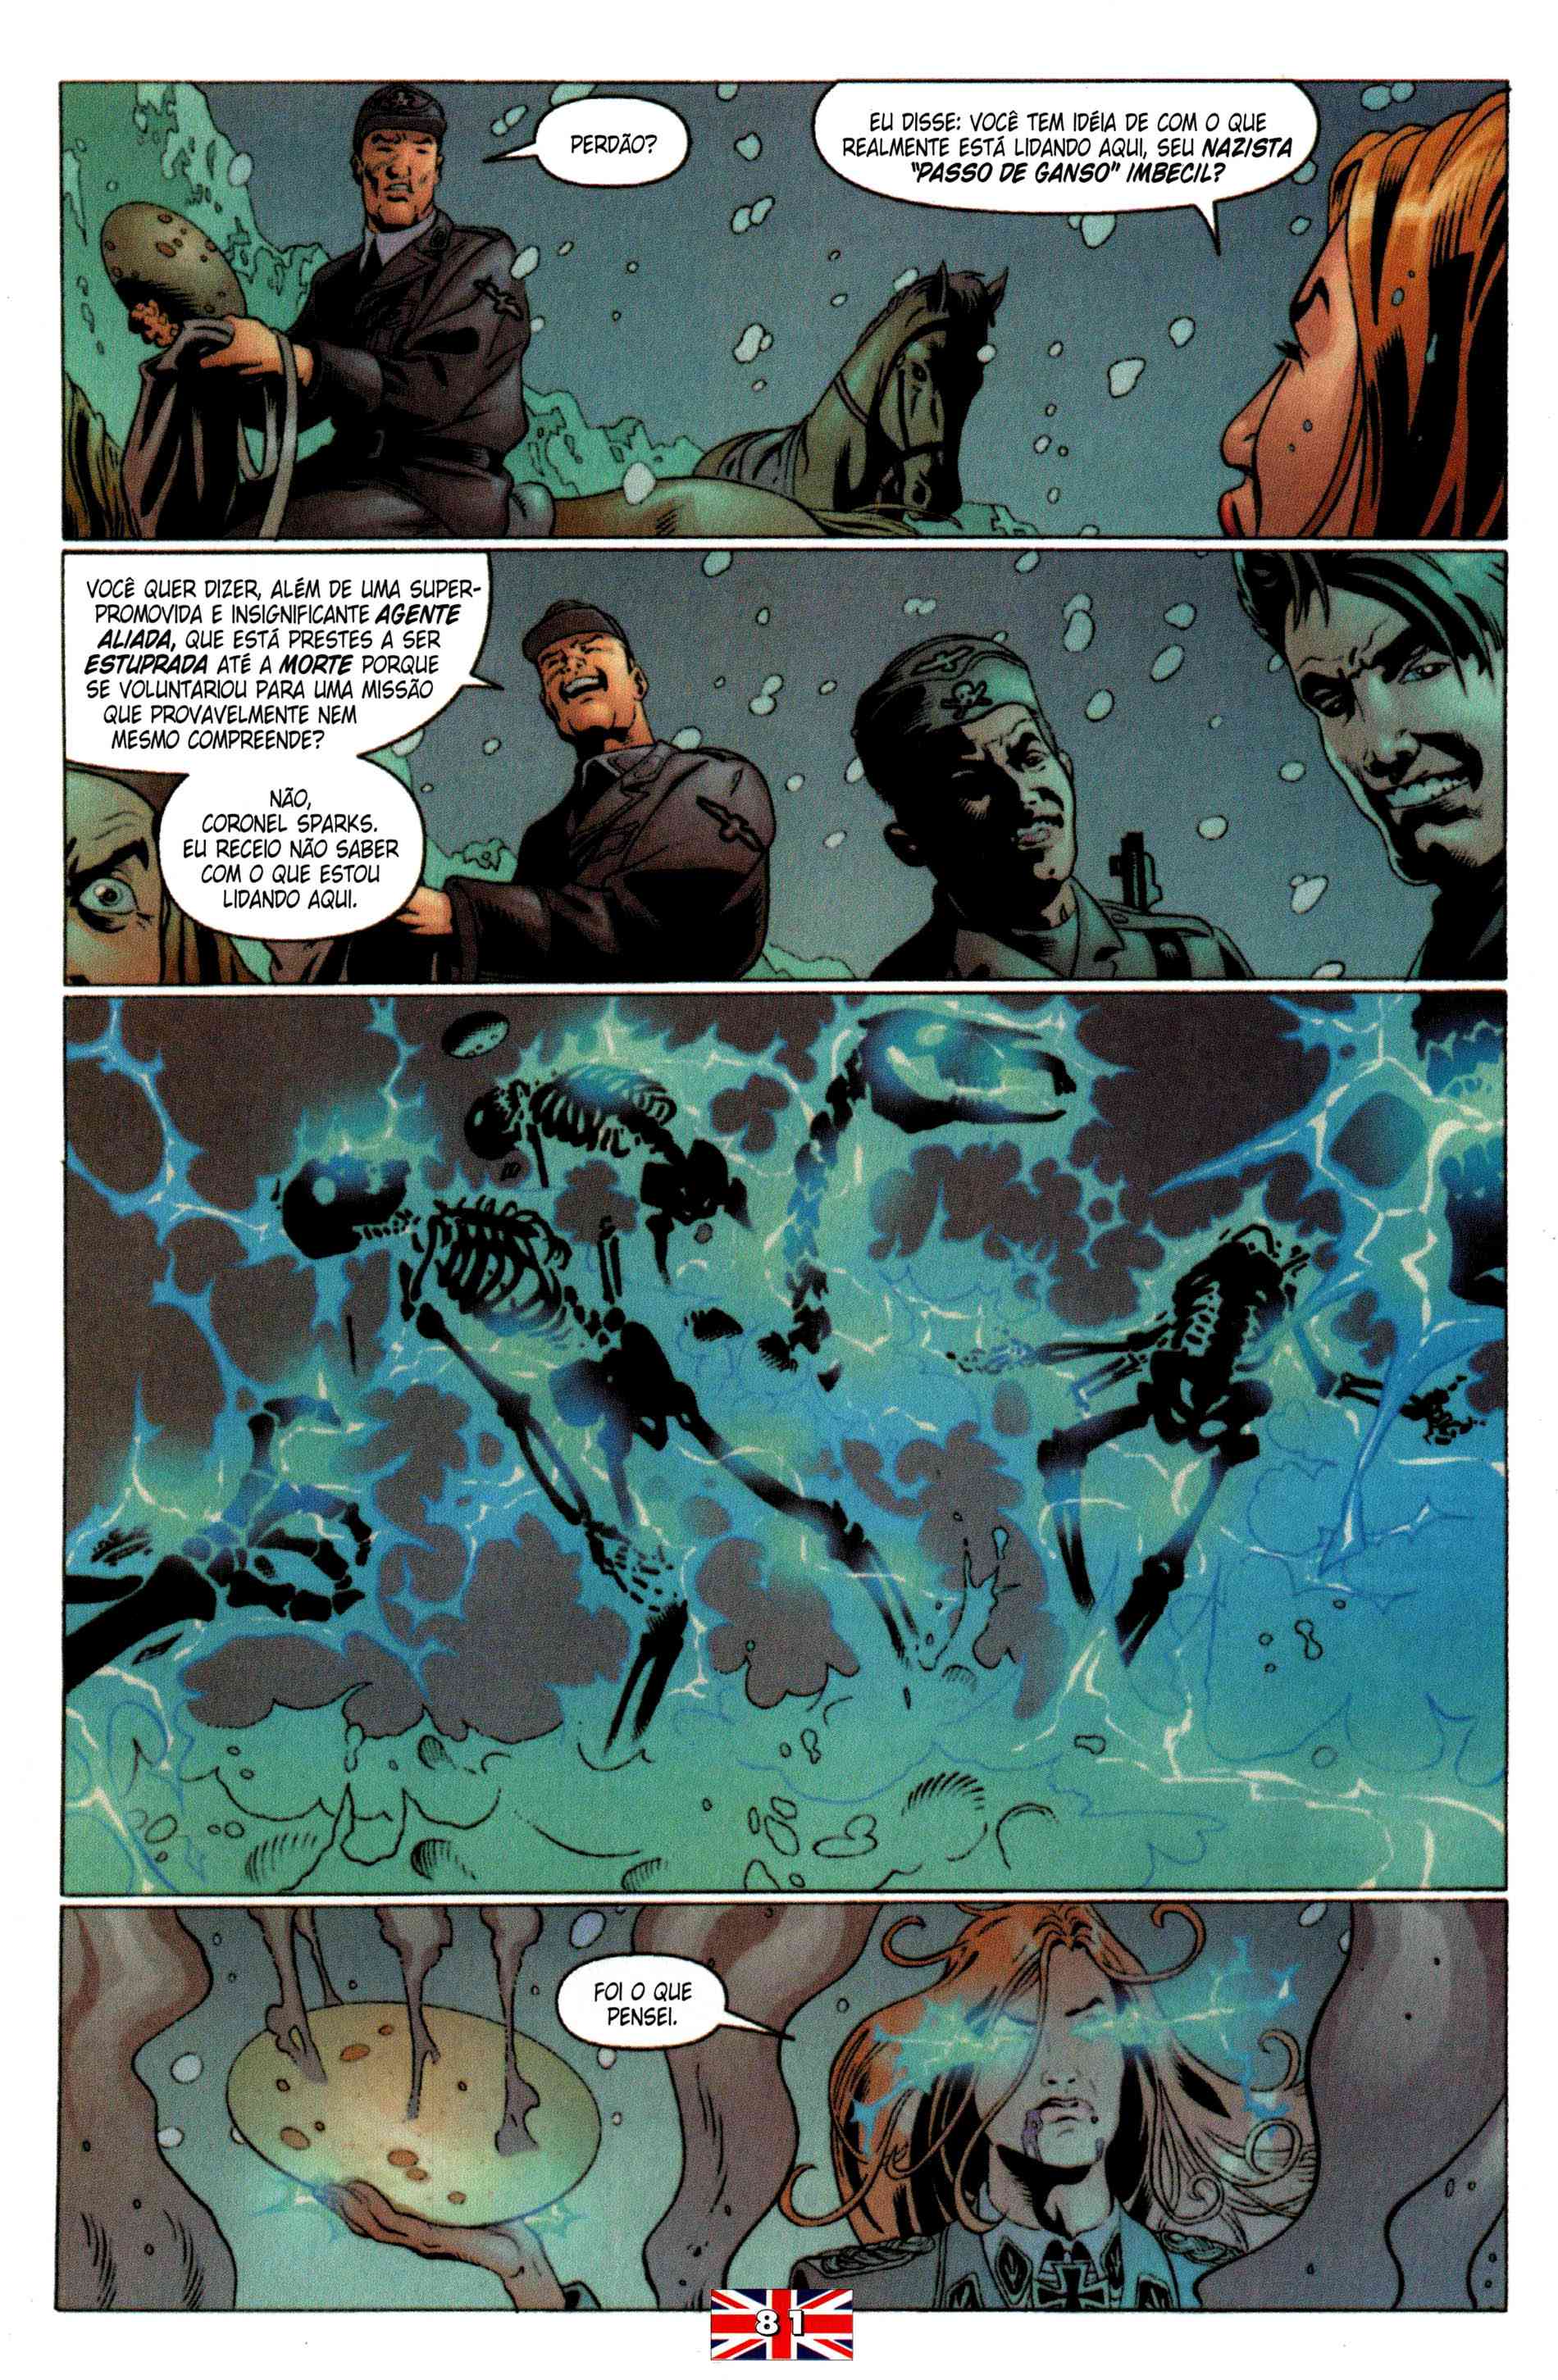 PERDÃO?
EU DISSE: VOCÊ TEM IDÉIA DE COM O QUE
REALMENTE ESTÁ LIDANDO AQUI, SEU NAZISTA
"PASSO DE GANSO" IMBECIL?
VOCÊ QUER DIZER, ALÉM DE UMA SUPER-
PROMOVIDA E INSIGNIFICANTE AGENTE
ALIADA, QUE ESTÁ PRESTES A SER
ESTUPRADA ATÉ A MORTE PORQUE
SE VOLUNTARIOU PARA UMA MISSÃO
QUE PROVAVELMENTE NEM
MESMO COMPREENDE?
NÃO,
CORONEL SPARKS.
EU RECEIO NÃO SABER
COM O QUE ESTOU
LIDANDO AQUI.
FOI O QUE
PENSEI.
81